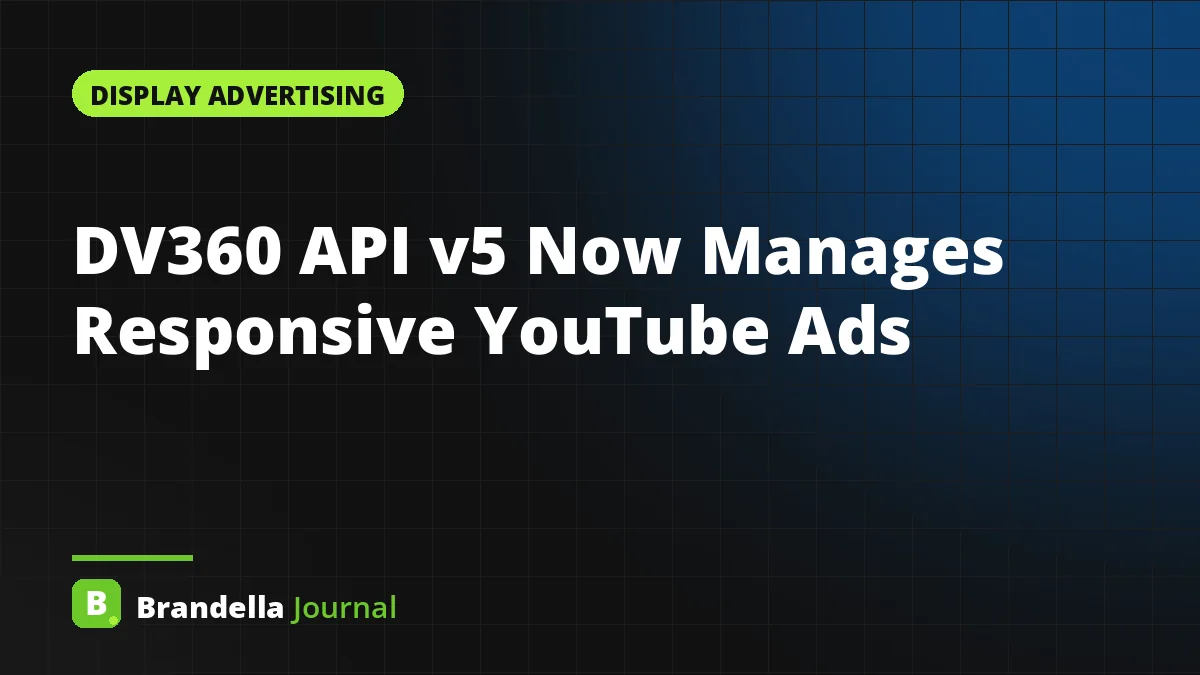 DISPLAY ADVERTISING
DV360 API v5 Now Manages
Responsive YouTube Ads
B
Brandella Journal